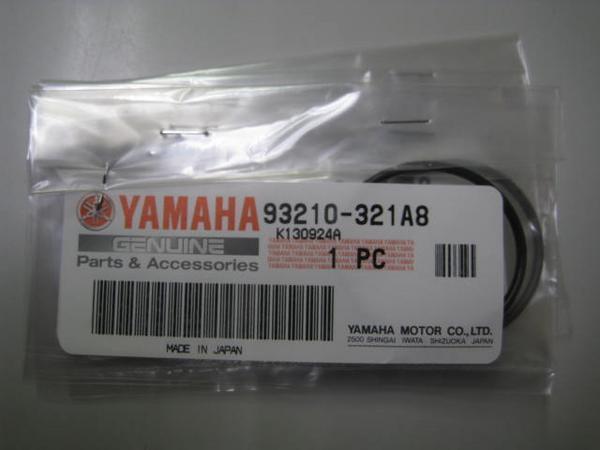 YAMAHA 93210-321A8
GENUINE K130924A
Parts & Accessories 1 PC
YAMAHA MOTOR CO., LTD.
2500 SHINGAI IWATA SHIZUOKA JAPAN
MADE IN JAPAN